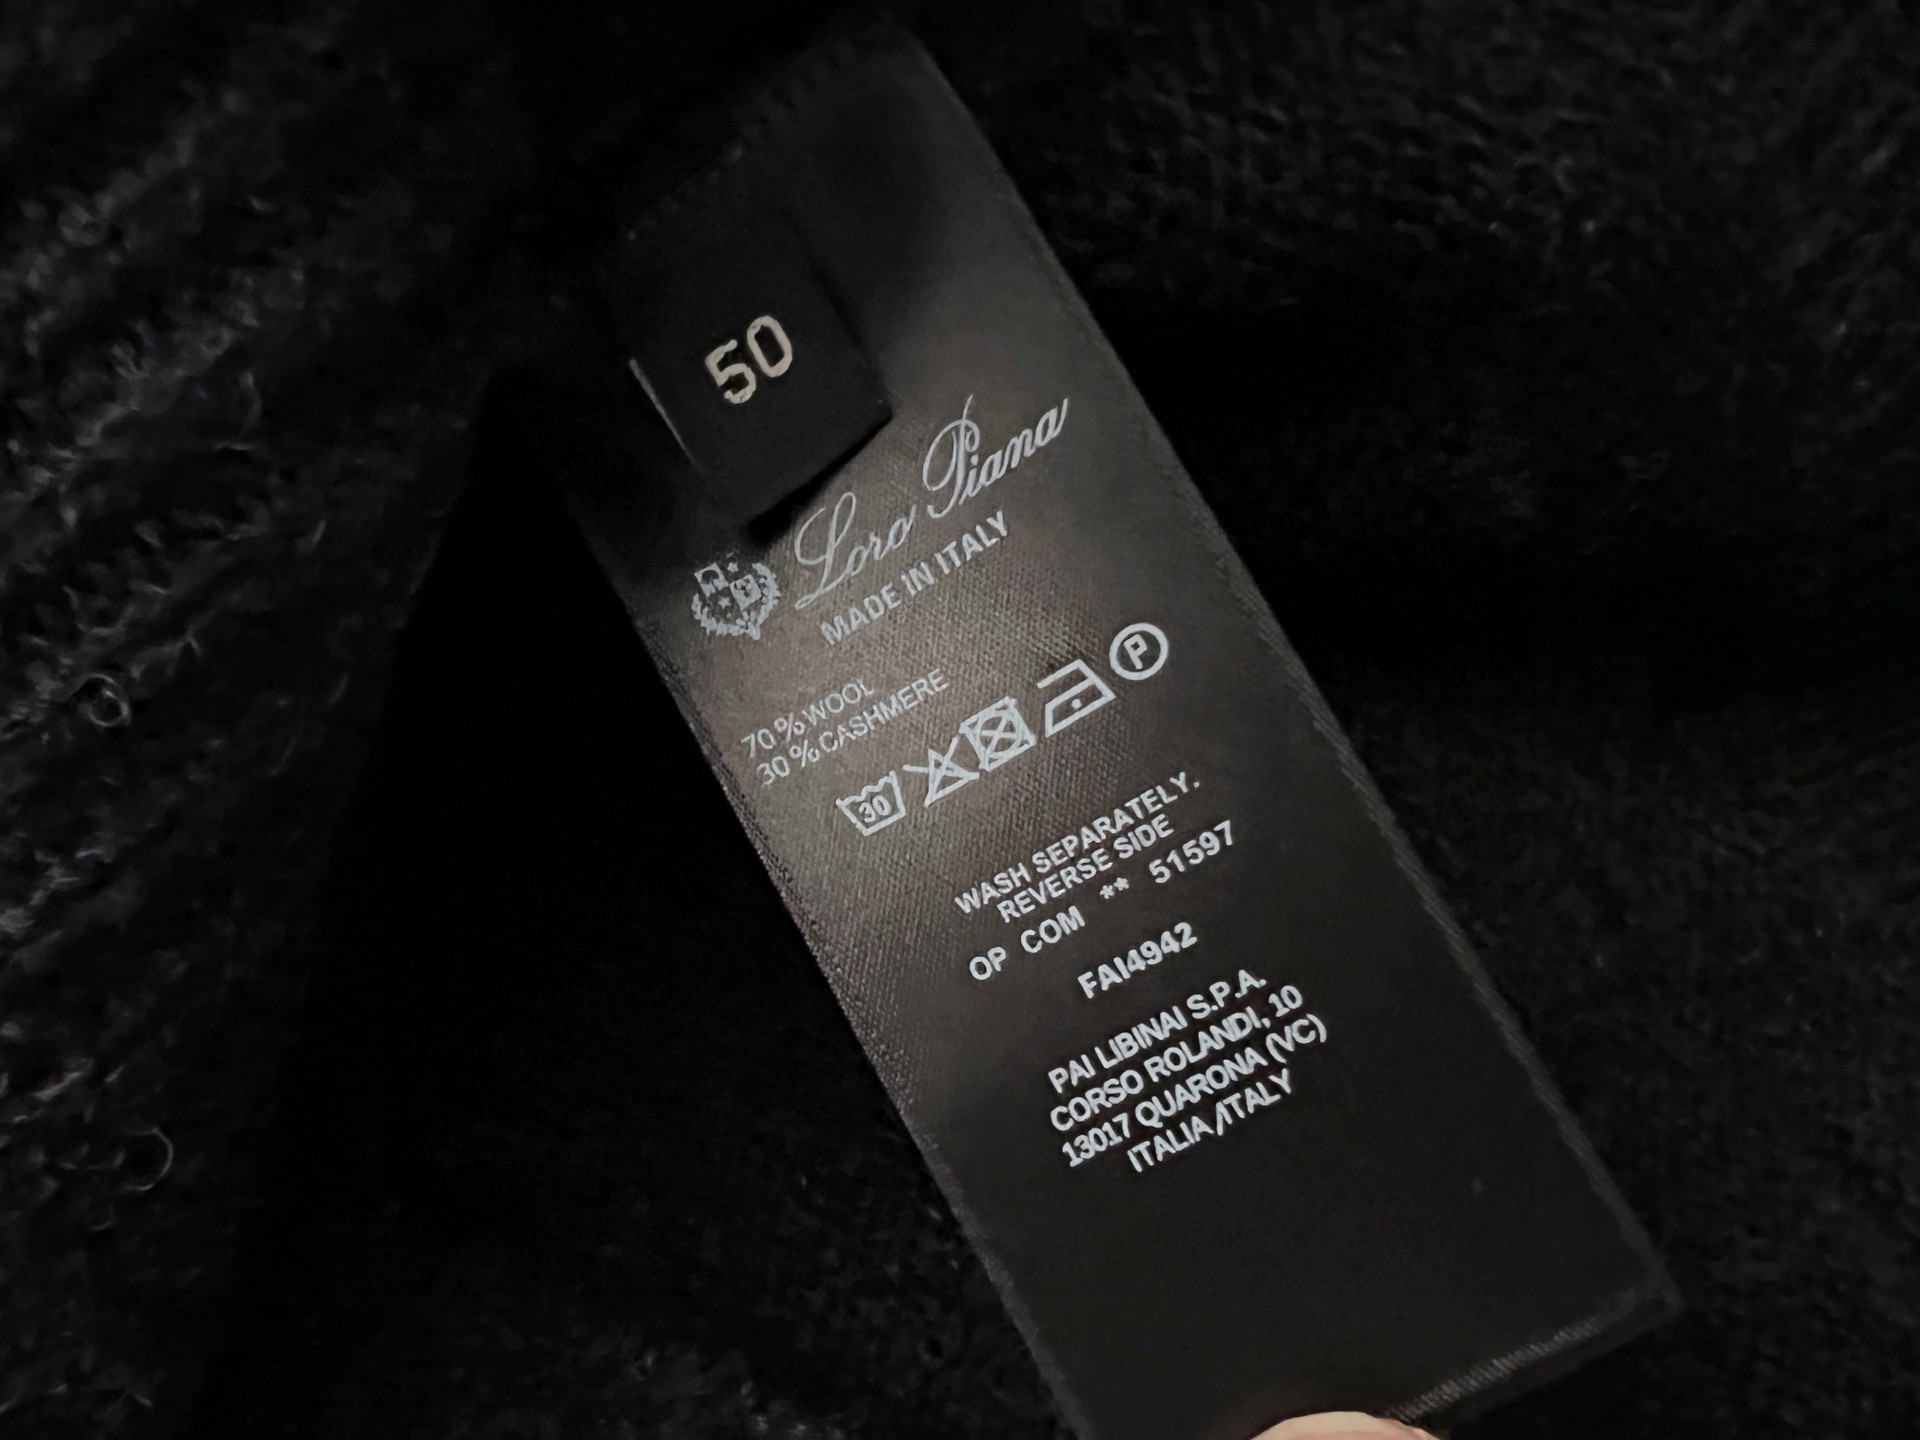 50
Loro Piana
MADE IN ITALY
70 % WOOL
30 % CASHMERE
30
P
WASH SEPARATELY.
REVERSE SIDE
OP COM ** 51597
FAI4942
PAI LIBINAI S.P.A.
CORSO ROLANDI, 10
13017 QUARONA (VC)
ITALIA /ITALY